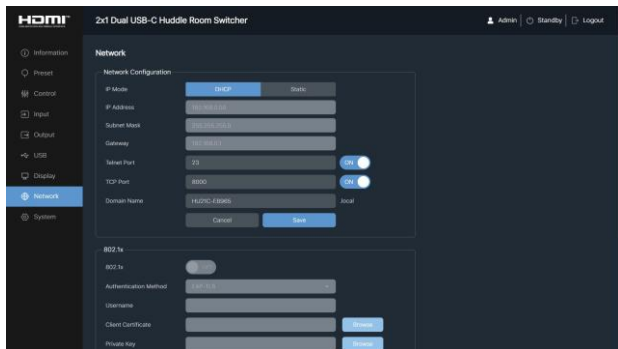 HDMI
2x1 Dual USB-C Huddle Room Switcher
Admin | Standby | Logout
Information
Preset
Control
Input
Output
USB
Display
Network
System
Network
Network Configuration
IP Mode DHCP Static
IP Address
Subnet Mask
Gateway
Telnet Port 23 ON
TCP Port 8000 ON
Domain Name .local
Cancel Save
802.1x
802.1x
Authentication Method
Username
Client Certificate Browse
Private Key Browse